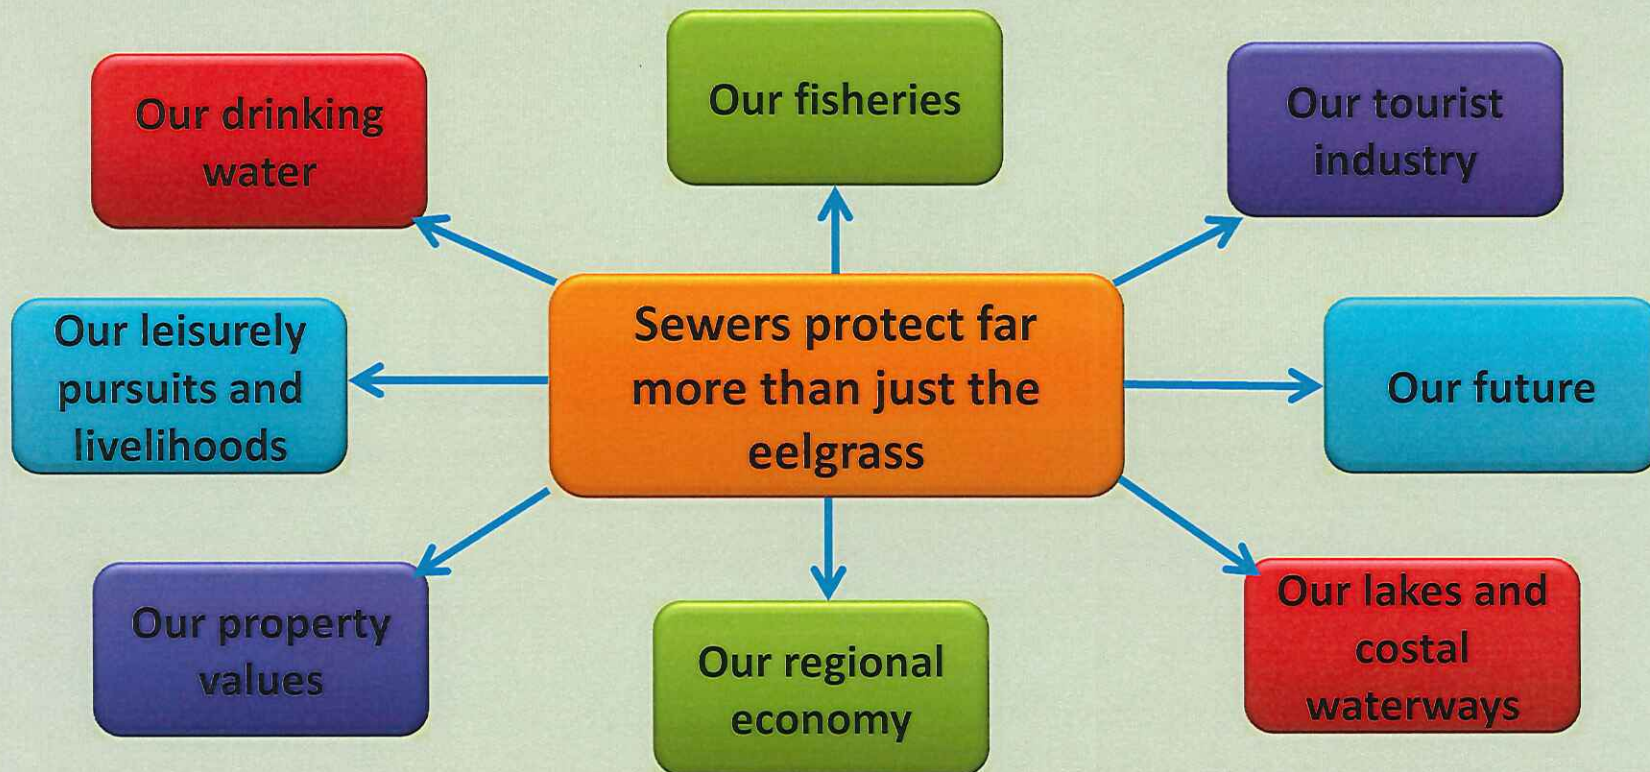 Our drinking
water
Our fisheries
Our tourist
industry
Our leisurely
pursuits and
livelihoods
Sewers protect far
more than just the
eelgrass
Our future
Our property
values
Our regional
economy
Our lakes and
costal
waterways